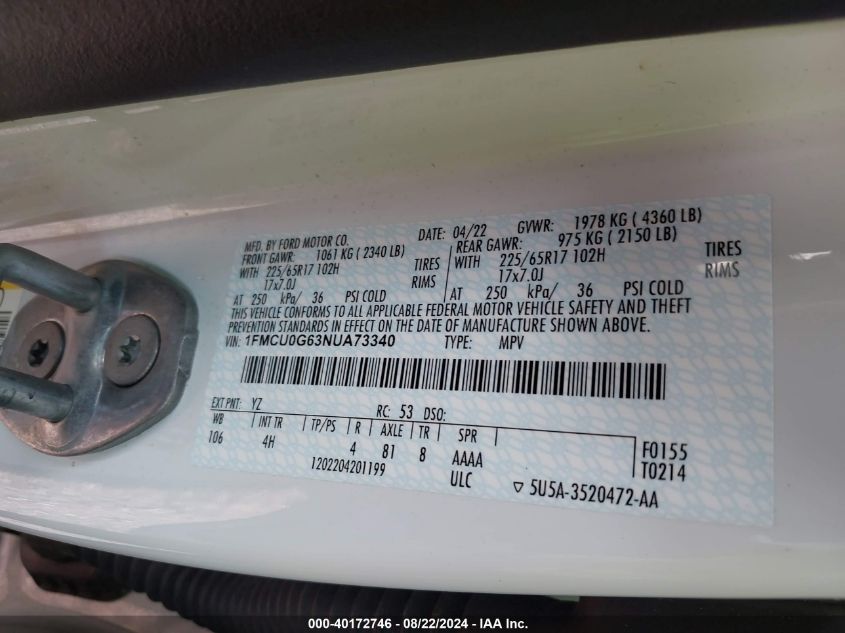 MFD. BY FORD MOTOR CO. DATE: 04/22 GVWR: 1978 KG ( 4360 LB)
FRONT GAWR: 1061 KG ( 2340 LB) REAR GAWR: 975 KG ( 2150 LB)
WITH 225/65R17 102H TIRES WITH 225/65R17 102H TIRES
17x7.0J RIMS 17x7.0J RIMS
AT 250 kPa/ 36 PSI COLD AT 250 kPa/ 36 PSI COLD
THIS VEHICLE CONFORMS TO ALL APPLICABLE FEDERAL MOTOR VEHICLE SAFETY AND THEFT
PREVENTION STANDARDS IN EFFECT ON THE DATE OF MANUFACTURE SHOWN ABOVE.
VIN: 1FMCU0G63NUA73340 TYPE: MPV
EXT PNT: YZ RC: 53 DSO:
WB INT TR TP/PS R AXLE TR SPR
106 4H 4 81 8 AAAA
F0155
T0214
1202204201199 ULC ▽ 5U5A-3520472-AA
000-40172746 - 08/22/2024 - IAA Inc.